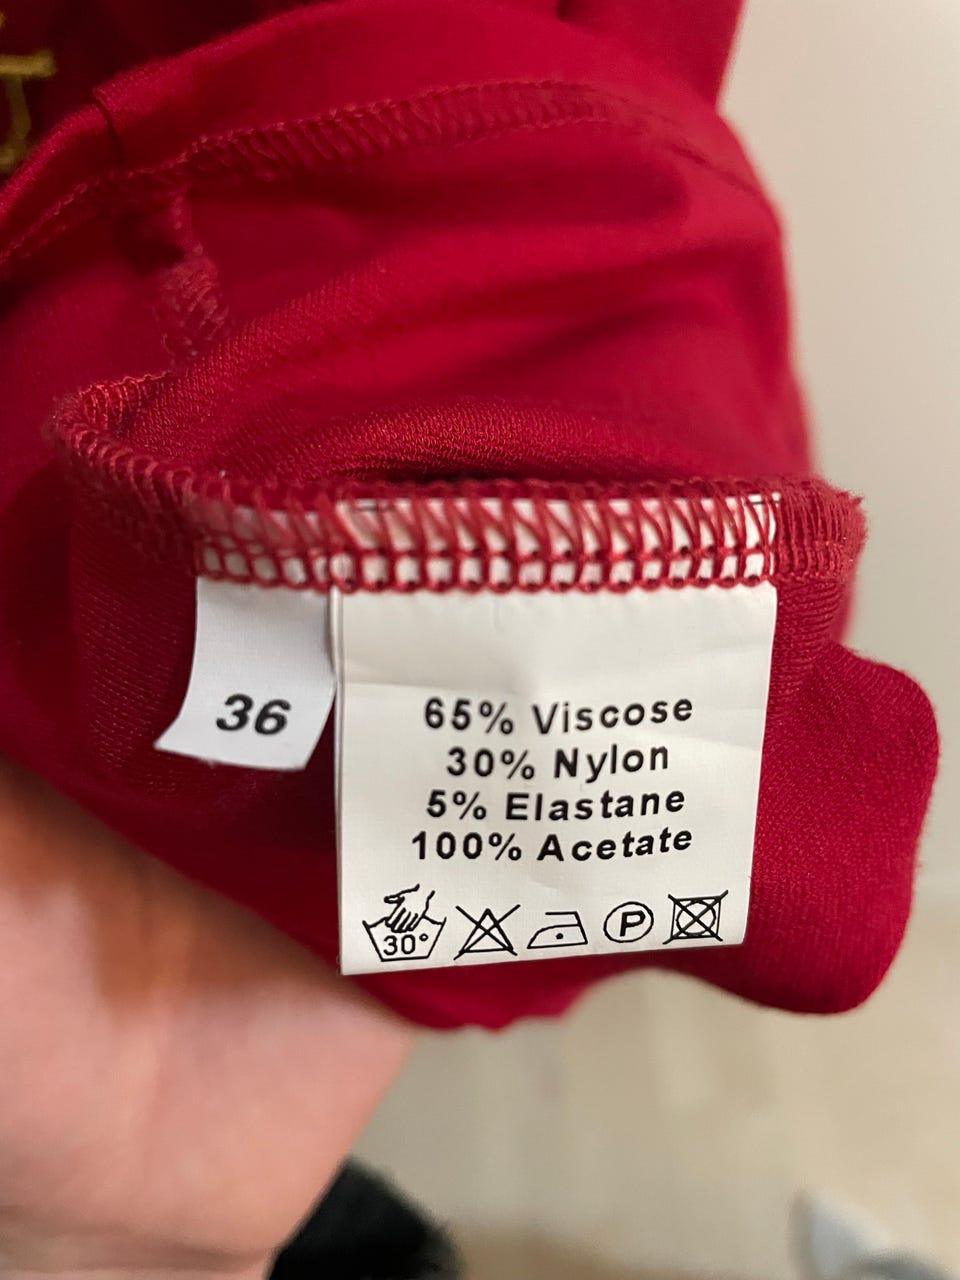 36
65% Viscose
30% Nylon
5% Elastane
100% Acetate
30°
P